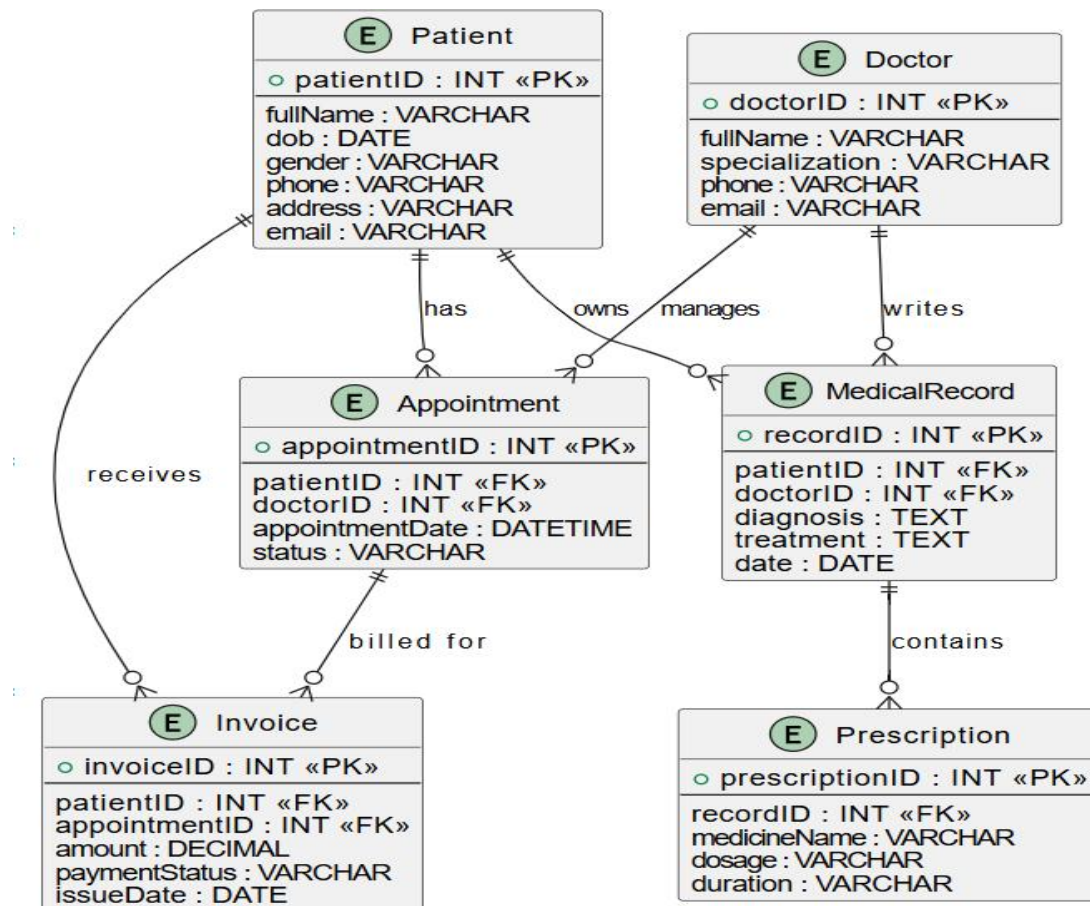 E Patient
patientID : INT «PK»
fullName : VARCHAR
dob : DATE
gender : VARCHAR
phone : VARCHAR
address : VARCHAR
email : VARCHAR
E Doctor
doctorID : INT «PK»
fullName : VARCHAR
specialization : VARCHAR
phone : VARCHAR
email : VARCHAR
has
owns
manages
writes
E Appointment
appointmentID : INT «PK»
patientID : INT «FK»
doctorID : INT «FK»
appointmentDate : DATETIME
status : VARCHAR
E MedicalRecord
recordID : INT «PK»
patientID : INT «FK»
doctorID : INT «FK»
diagnosis : TEXT
treatment : TEXT
date : DATE
receives
billed for
contains
E Invoice
invoiceID : INT «PK»
patientID : INT «FK»
appointmentID : INT «FK»
amount : DECIMAL
paymentStatus : VARCHAR
issueDate : DATE
E Prescription
prescriptionID : INT «PK»
recordID : INT «FK»
medicineName : VARCHAR
dosage : VARCHAR
duration : VARCHAR